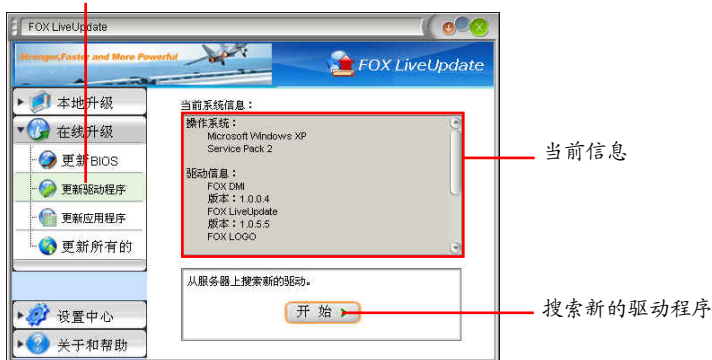 FOX LiveUpdate
Stronger,Faster and More Powerful
FOX LiveUpdate
本地升级
在线升级
更新BIOS
更新驱动程序
更新应用程序
更新所有的
设置中心
关于和帮助
当前系统信息：
操作系统：
Microsoft Windows XP
Service Pack 2
驱动信息：
FOX DMI
版本：1.0.0.4
FOX LiveUpdate
版本：1.0.5.5
FOX LOGO
从服务器上搜索新的驱动。
开 始
当前信息
搜索新的驱动程序